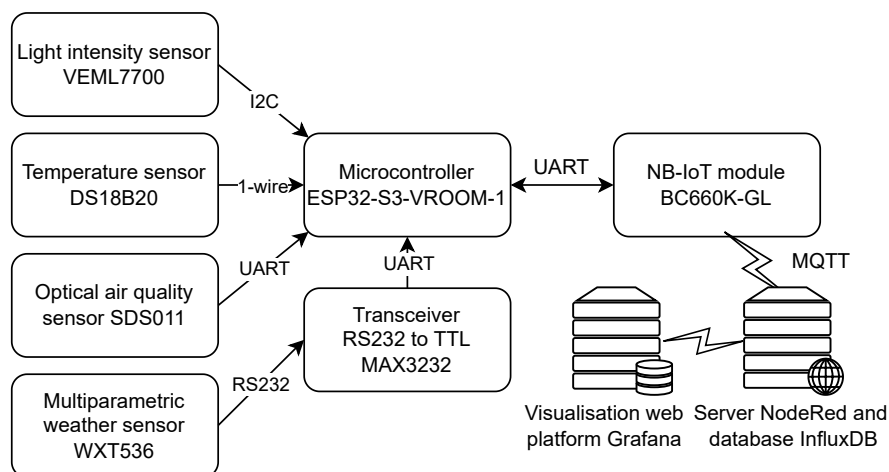 Light intensity sensor
VEML7700
I2C
Temperature sensor
DS18B20
1-wire
Microcontroller
ESP32-S3-VROOM-1
UART
NB-IoT module
BC660K-GL
Optical air quality
sensor SDS011
UART
UART
MQTT
Transceiver
RS232 to TTL
MAX3232
Multiparametric
weather sensor
WXT536
RS232
Visualisation web
platform Grafana
Server NodeRed and
database InfluxDB